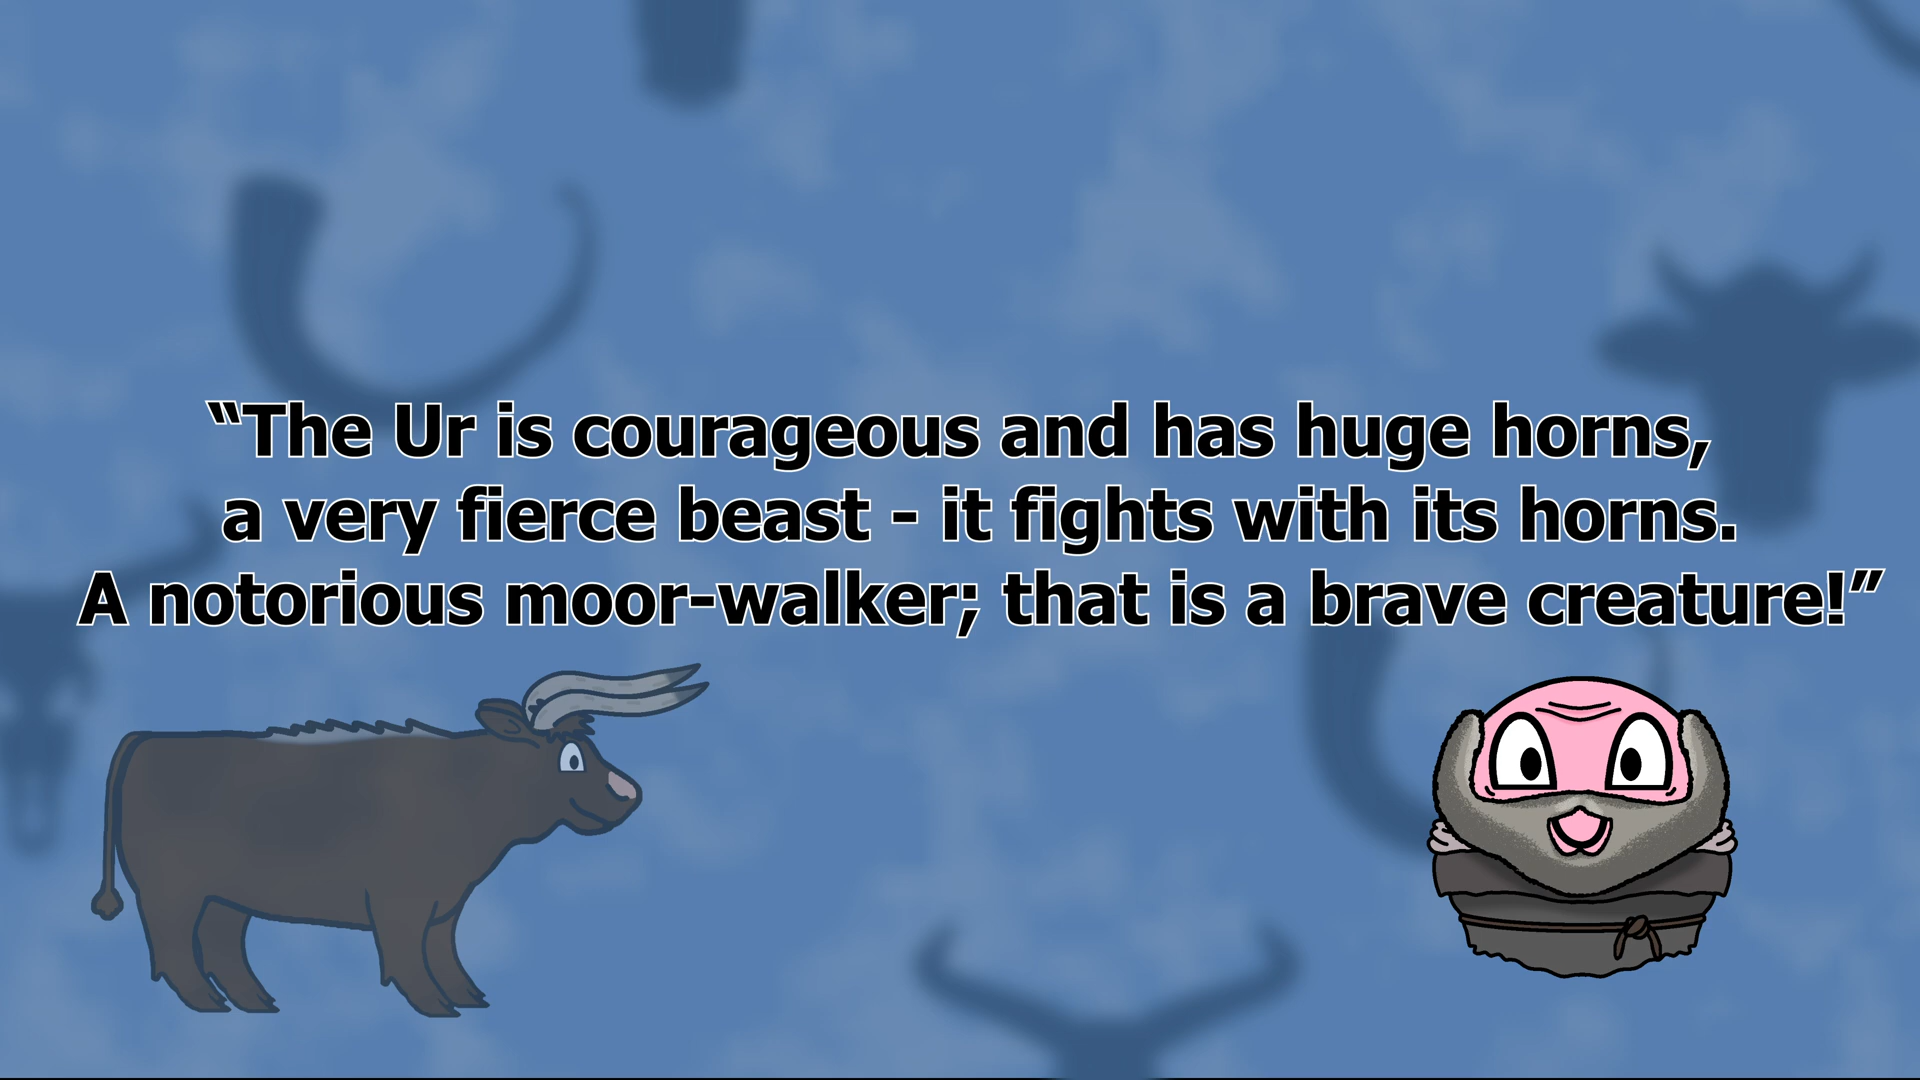 “The Ur is courageous and has huge horns,
a very fierce beast - it fights with its horns.
A notorious moor-walker; that is a brave creature!”